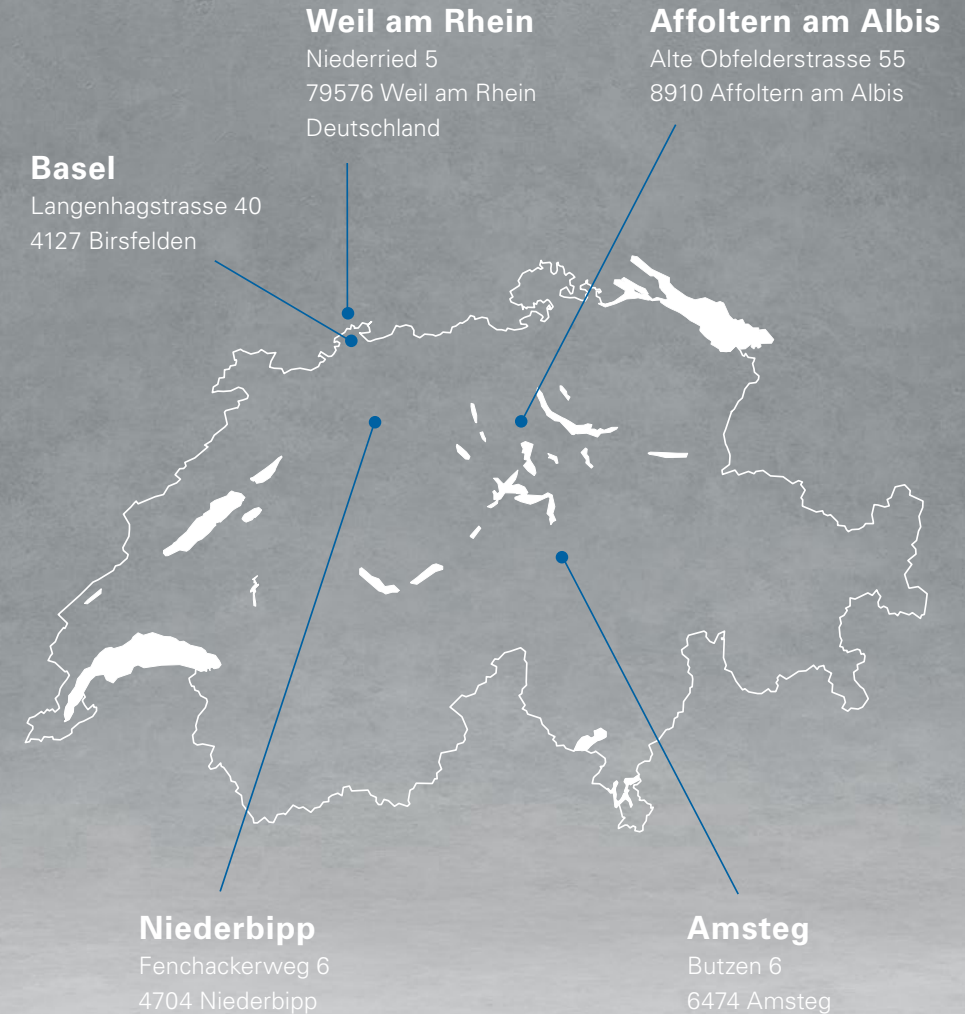 Weil am Rhein
Niederried 5
79576 Weil am Rhein
Deutschland
Affoltern am Albis
Alte Obfelderstrasse 55
8910 Affoltern am Albis
Basel
Langenhagstrasse 40
4127 Birsfelden
Niederbipp
Fenchackerweg 6
4704 Niederbipp
Amsteg
Butzen 6
6474 Amsteg